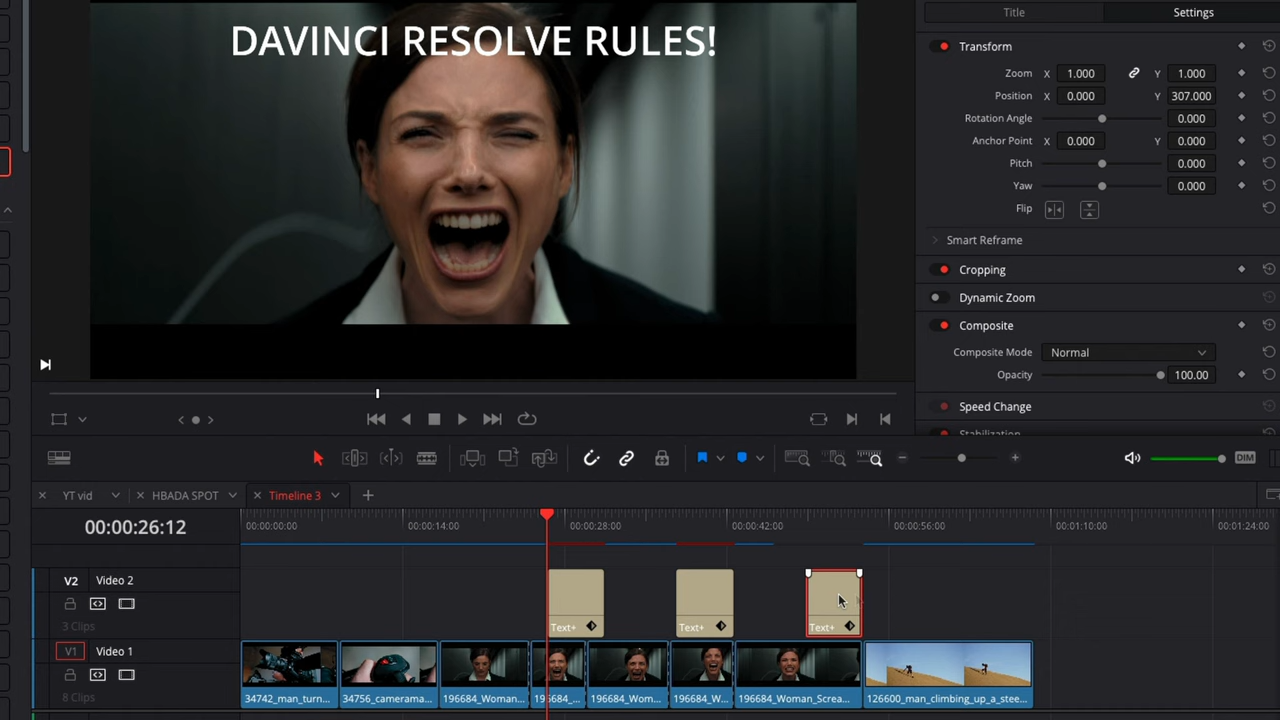 DAVINCI RESOLVE RULES!
Title
Settings
Transform
Zoom X 1.000 Y 1.000
Position X 0.000 Y 307.000
Rotation Angle 0.000
Anchor Point X 0.000 Y 0.000
Pitch 0.000
Yaw 0.000
Flip
Smart Reframe
Cropping
Dynamic Zoom
Composite
Composite Mode Normal
Opacity 100.00
Speed Change
Stabilization
DIM
YT vid
HBADA SPOT
Timeline 3
00:00:26:12
00:00:00:00 00:00:14:00 00:00:28:00 00:00:42:00 00:00:56:00 00:01:10:00 00:01:24:00
V2 Video 2
3 Clips
Text+ Text+ Text+
V1 Video 1
8 Clips
34742_man_turn... 34756_camerama... 196684_Woman... 196684_... 196684_Wom... 196684_W... 196684_Woman_Screa... 126600_man_climbing_up_a_stee...